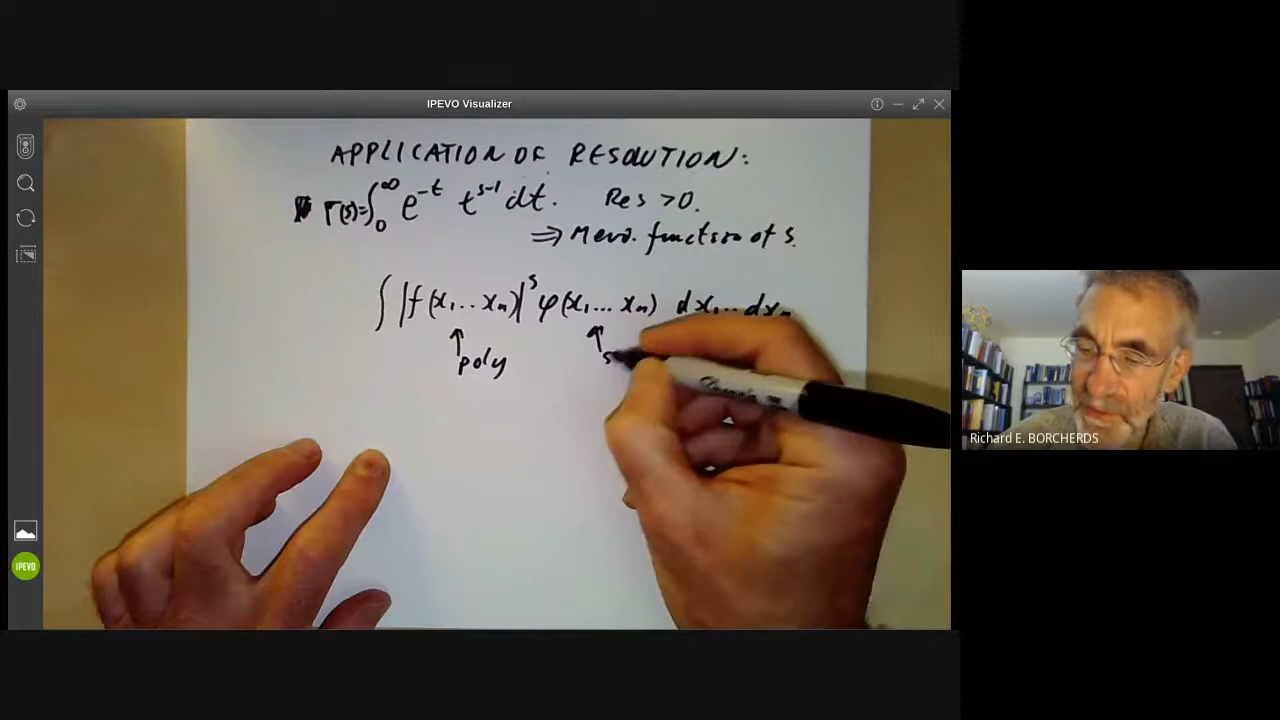 IPEVO Visualizer
APPLICATION OF RESOLUTION:
Γ(s)=∫₀^∞ e^{-t} t^{s-1} dt. Re s >0.
⇒ Mero. function of s.
∫ |f(x₁...xₙ)|^s φ(x₁...xₙ) dx₁...dxₙ
↑ ↑
poly s
Richard E. BORCHERDS
IPEVO